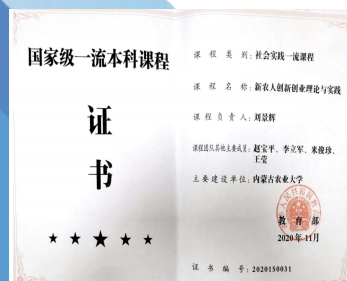 国家级一流本科课程
证
书
★ ★ ★ ★ ★
课程类别：社会实践一流课程
课程名称：新农人创新创业理论与实践
课程负责人：刘景辉
课程团队其他主要成员：赵宝平、李立军、米俊珍、
王莹
主要建设单位：内蒙古农业大学
教育部
2020年11月
证书编号：2020150031